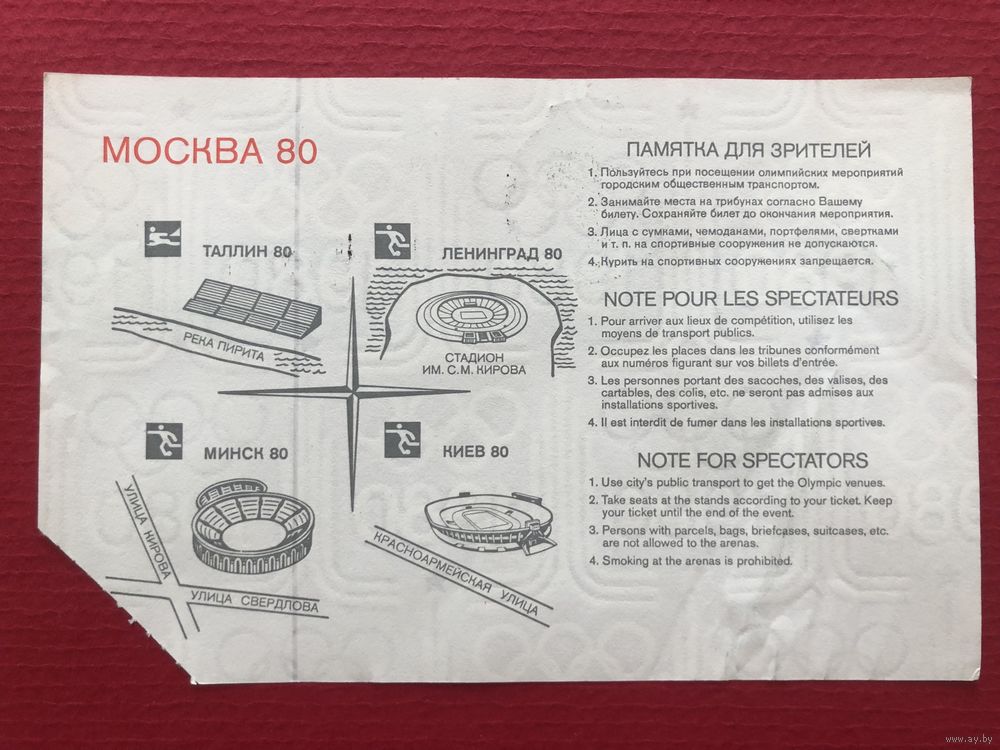 МОСКВА 80
ТАЛЛИН 80
РЕКА ПИРИТА
ЛЕНИНГРАД 80
СТАДИОН
ИМ. С.М. КИРОВА
МИНСК 80
УЛИЦА КИРОВА
УЛИЦА СВЕРДЛОВА
КИЕВ 80
КРАСНОАРМЕЙСКАЯ УЛИЦА
ПАМЯТКА ДЛЯ ЗРИТЕЛЕЙ
1. Пользуйтесь при посещении олимпийских мероприятий
городским общественным транспортом.
2. Занимайте места на трибунах согласно Вашему
билету. Сохраняйте билет до окончания мероприятия.
3. Лица с сумками, чемоданами, портфелями, свертками
и т. п. на спортивные сооружения не допускаются.
4. Курить на спортивных сооружениях запрещается.
NOTE POUR LES SPECTATEURS
1. Pour arriver aux lieux de compétition, utilisez les
moyens de transport publics.
2. Occupez les places dans les tribunes conformément
aux numéros figurant sur vos billets d'entrée.
3. Les personnes portant des sacoches, des valises, des
cartables, des colis, etc. ne seront pas admises aux
installations sportives.
4. Il est interdit de fumer dans les installations sportives.
NOTE FOR SPECTATORS
1. Use city's public transport to get the Olympic venues.
2. Take seats at the stands according to your ticket. Keep
your ticket until the end of the event.
3. Persons with parcels, bags, briefcases, suitcases, etc.
are not allowed to the arenas.
4. Smoking at the arenas is prohibited.
www.ay.by